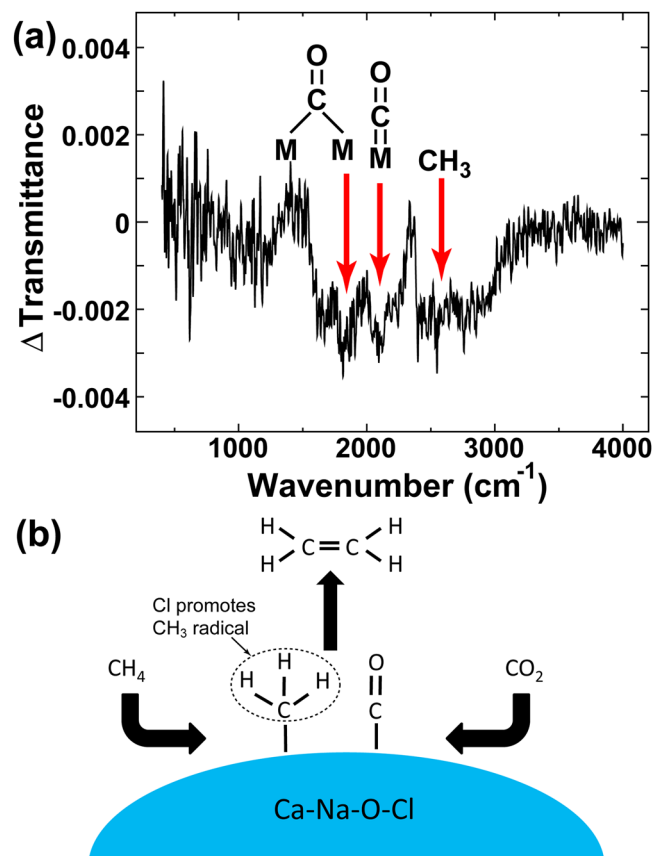 (a)
0.004
0.002
0
-0.002
-0.004
Δ Transmittance
O
C
M M
O
C
M
CH₃
1000 2000 3000 4000
Wavenumber (cm⁻¹)
(b)
H H
C=C
H H
Cl promotes
CH₃ radical
CH₄
H
H H
C
O
C
CO₂
Ca-Na-O-Cl